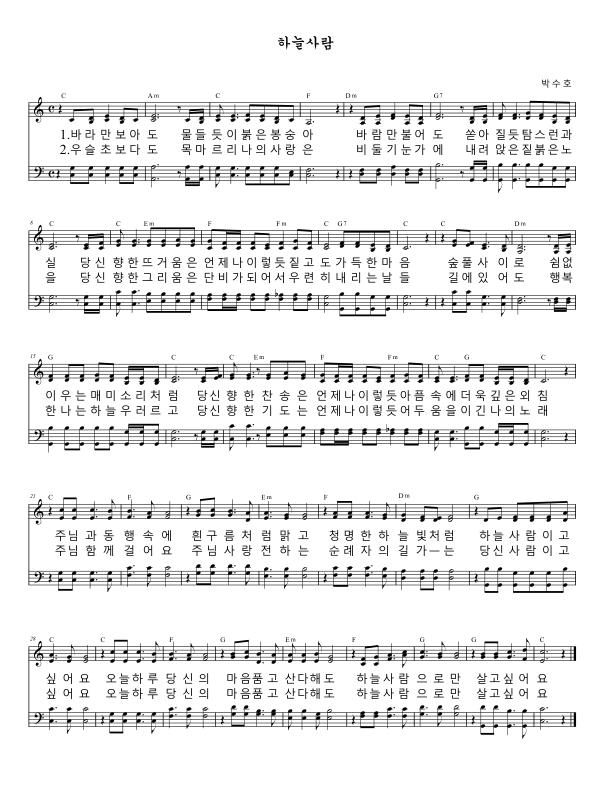 하늘사람
박수호
C Am C F Dm G7
1.바라만보아도 물들듯이붉은봉숭아 바람만불어도 쏟아질듯탐스런과
2.우슬초보다도 목마르리나의사랑은 비둘기눈가에 내려앉은질붉은노
6
C C Em F Fm C G7 C C Dm
실 당신향한뜨거움은언제나이렇듯짙고도가득한마음 숲풀사이로 쉼없
을 당신향한그리움은단비가되어서우련히내리는날들 길에있어도 행복
G C C Em F Fm C G C
이우는매미소리처럼 당신향한찬송은언제나이렇듯아픔속에더욱깊은외침
한나는하늘우러르고 당신향한기도는언제나이렇듯어두움을이긴나의노래
21
C F G Em F Dm G
주님과동행속에 흰구름처럼맑고 청명한하늘빛처럼 하늘사람이고
주님함께걸어요 주님사랑전하는 순례자의길가ㅡ는 당신사람이고
28
C C F G Em F G G C
싶어요 오늘하루당신의 마음품고산다해도 하늘사람으로만 살고싶어요
싶어요 오늘하루당신의 마음품고산다해도 하늘사람으로만 살고싶어요